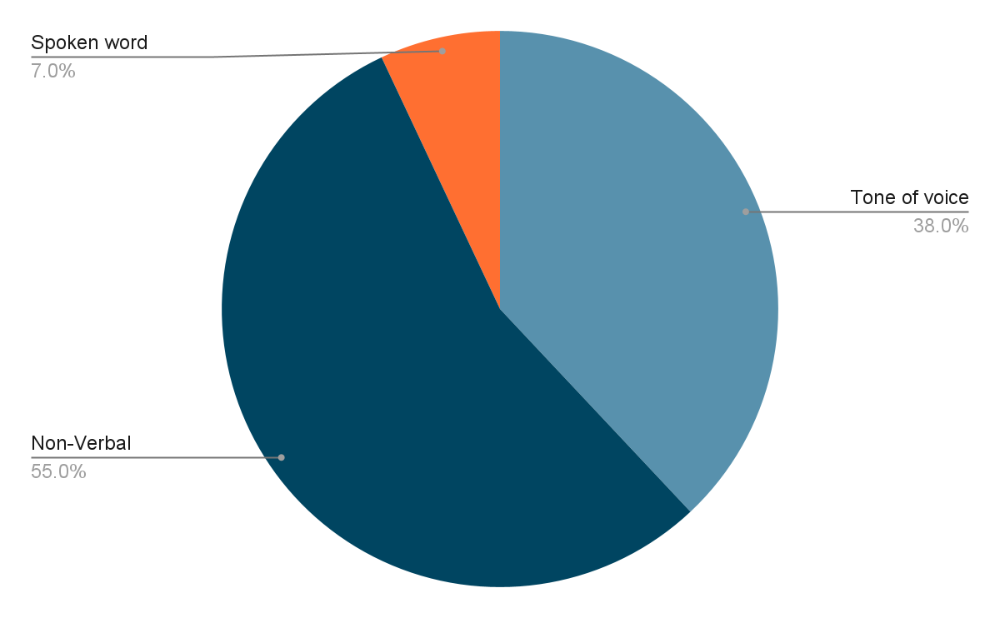 Spoken word
7.0%
Tone of voice
38.0%
Non-Verbal
55.0%